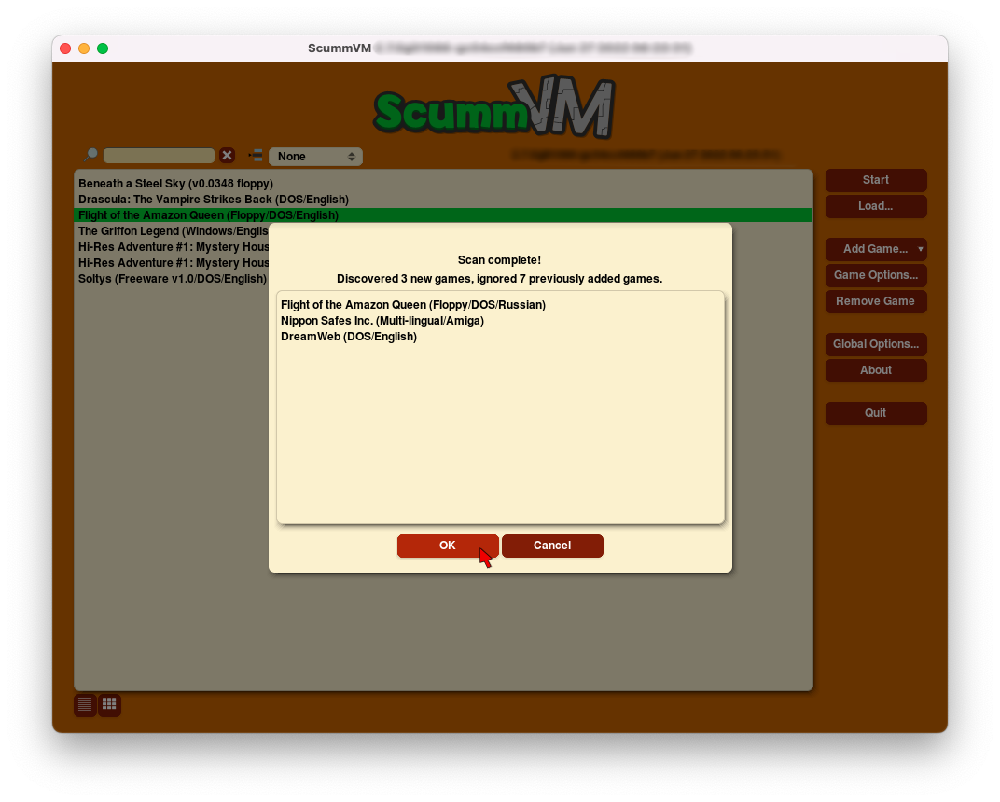 ScummVM
ScummVM
None
Beneath a Steel Sky (v0.0348 floppy)
Drascula: The Vampire Strikes Back (DOS/English)
Flight of the Amazon Queen (Floppy/DOS/English)
The Griffon Legend (Windows/Englis
Hi-Res Adventure #1: Mystery Hous
Hi-Res Adventure #1: Mystery Hous
Soltys (Freeware v1.0/DOS/English)
Scan complete!
Discovered 3 new games, ignored 7 previously added games.
Flight of the Amazon Queen (Floppy/DOS/Russian)
Nippon Safes Inc. (Multi-lingual/Amiga)
DreamWeb (DOS/English)
OK
Cancel
Start
Load...
Add Game...
Game Options...
Remove Game
Global Options...
About
Quit